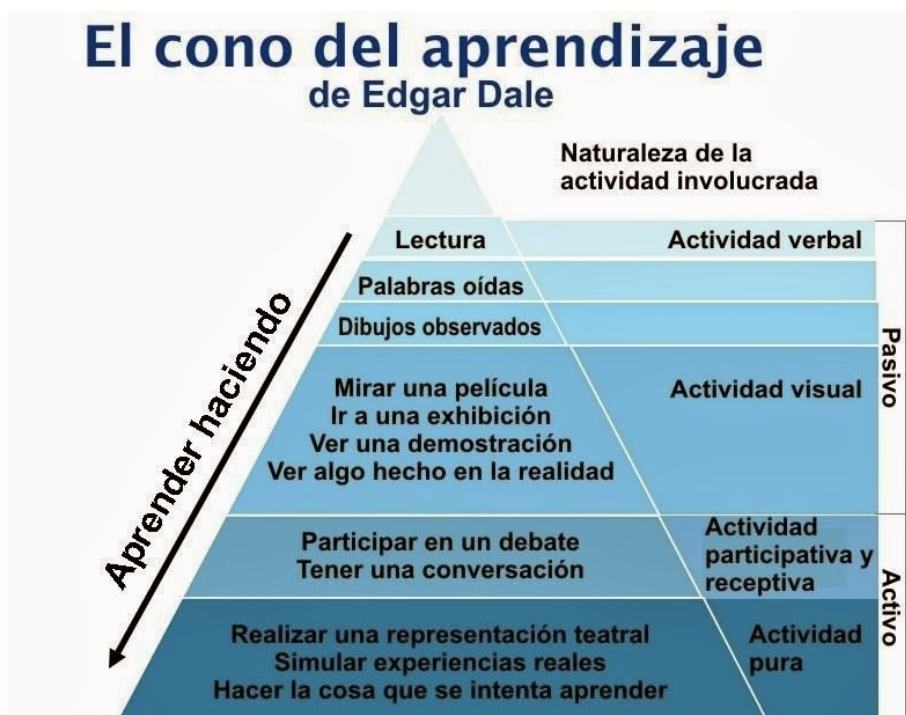 El cono del aprendizaje
de Edgar Dale
Naturaleza de la
actividad involucrada
Aprender haciendo
Lectura
Actividad verbal
Palabras oídas
Dibujos observados
Mirar una película
Ir a una exhibición
Ver una demostración
Ver algo hecho en la realidad
Actividad visual
Pasivo
Participar en un debate
Tener una conversación
Actividad
participativa y
receptiva
Realizar una representación teatral
Simular experiencias reales
Hacer la cosa que se intenta aprender
Actividad
pura
Activo